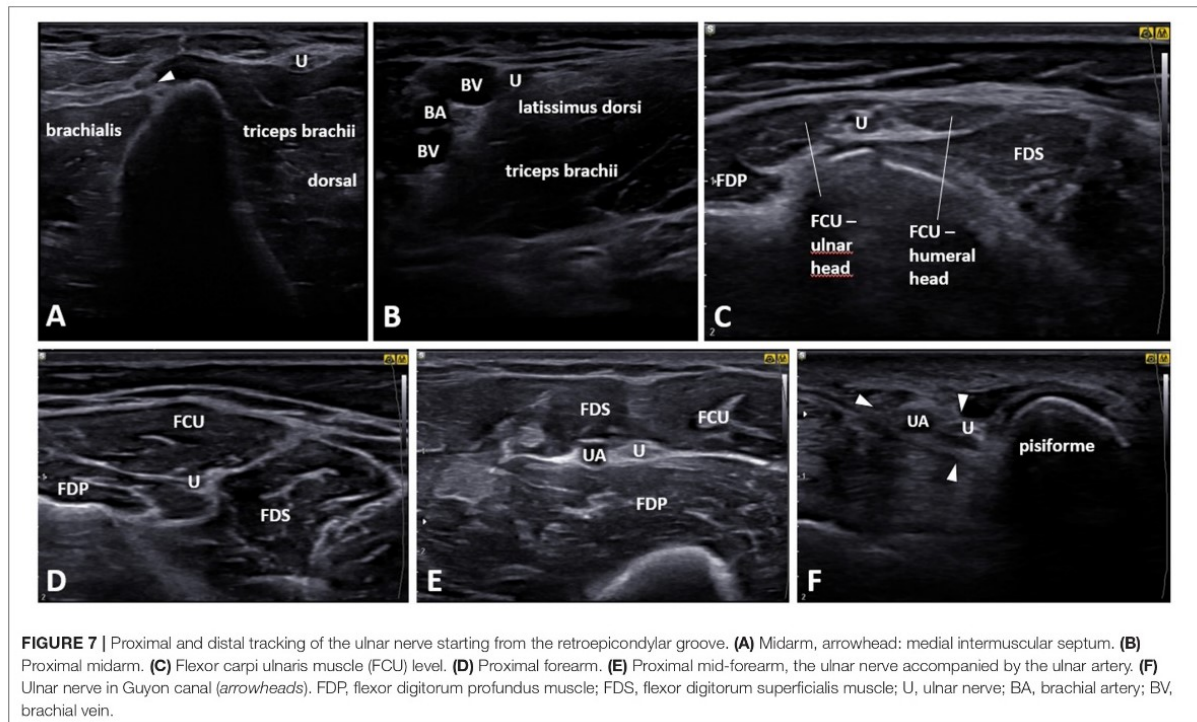 U
brachialis
triceps brachii
dorsal
A
BV
U
latissimus dorsi
BA
BV
triceps brachii
B
U
FDS
FDP
FCU –
ulnar
head
FCU –
humeral
head
2
C
FCU
U
FDP
FDS
2
D
FDS
FCU
UA
U
FDP
E
UA
U
pisiforme
2
F
FIGURE 7 | Proximal and distal tracking of the ulnar nerve starting from the retroepicondylar groove. (A) Midarm, arrowhead: medial intermuscular septum. (B)
Proximal midarm. (C) Flexor carpi ulnaris muscle (FCU) level. (D) Proximal forearm. (E) Proximal mid-forearm, the ulnar nerve accompanied by the ulnar artery. (F)
Ulnar nerve in Guyon canal (arrowheads). FDP, flexor digitorum profundus muscle; FDS, flexor digitorum superficialis muscle; U, ulnar nerve; BA, brachial artery; BV,
brachial vein.